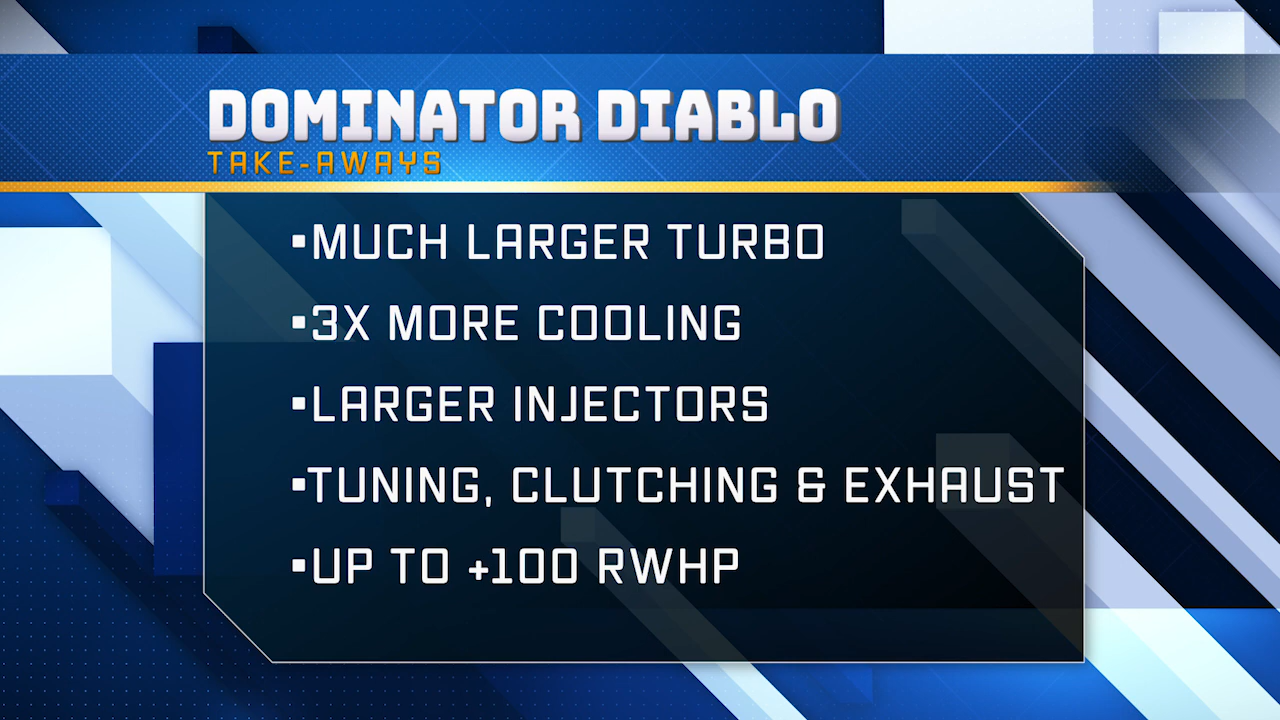 DOMINATOR DIABLO
TAKE-AWAYS
▪MUCH LARGER TURBO
▪3X MORE COOLING
▪LARGER INJECTORS
▪TUNING, CLUTCHING & EXHAUST
▪UP TO +100 RWHP